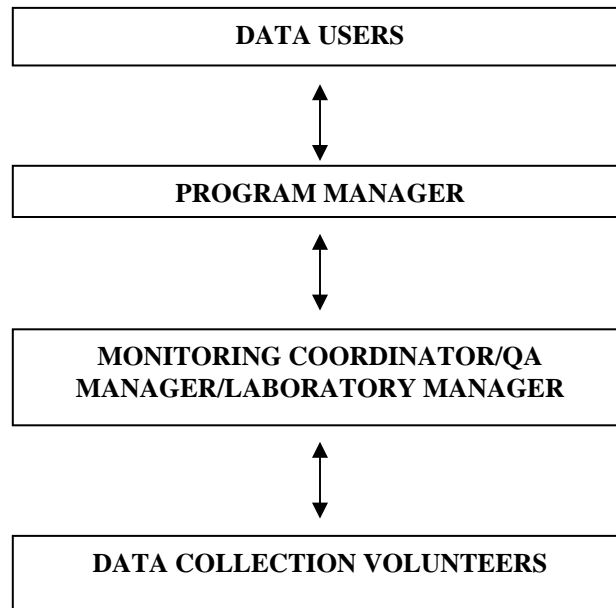 DATA USERS
PROGRAM MANAGER
MONITORING COORDINATOR/QA
MANAGER/LABORATORY MANAGER
DATA COLLECTION VOLUNTEERS